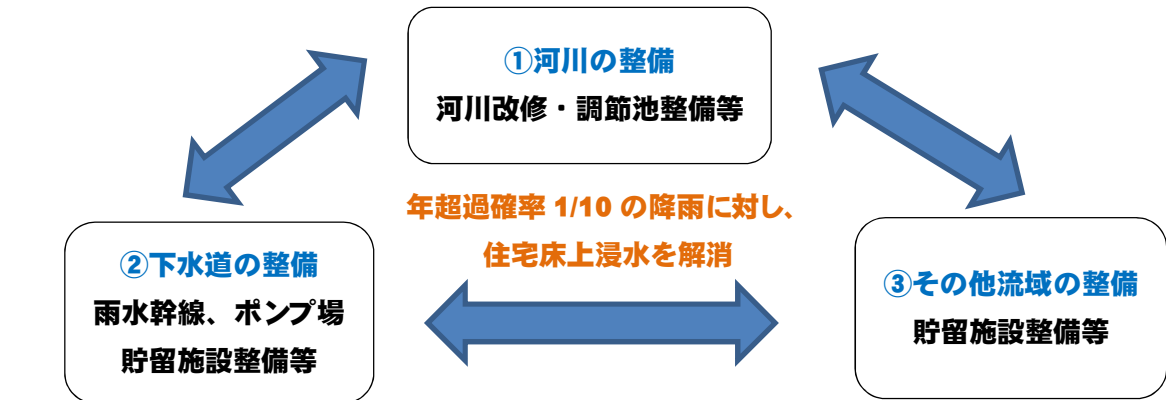 ①河川の整備
河川改修・調節池整備等
年超過確率 1/10 の降雨に対し、
住宅床上浸水を解消
②下水道の整備
雨水幹線、ポンプ場
貯留施設整備等
③その他流域の整備
貯留施設整備等